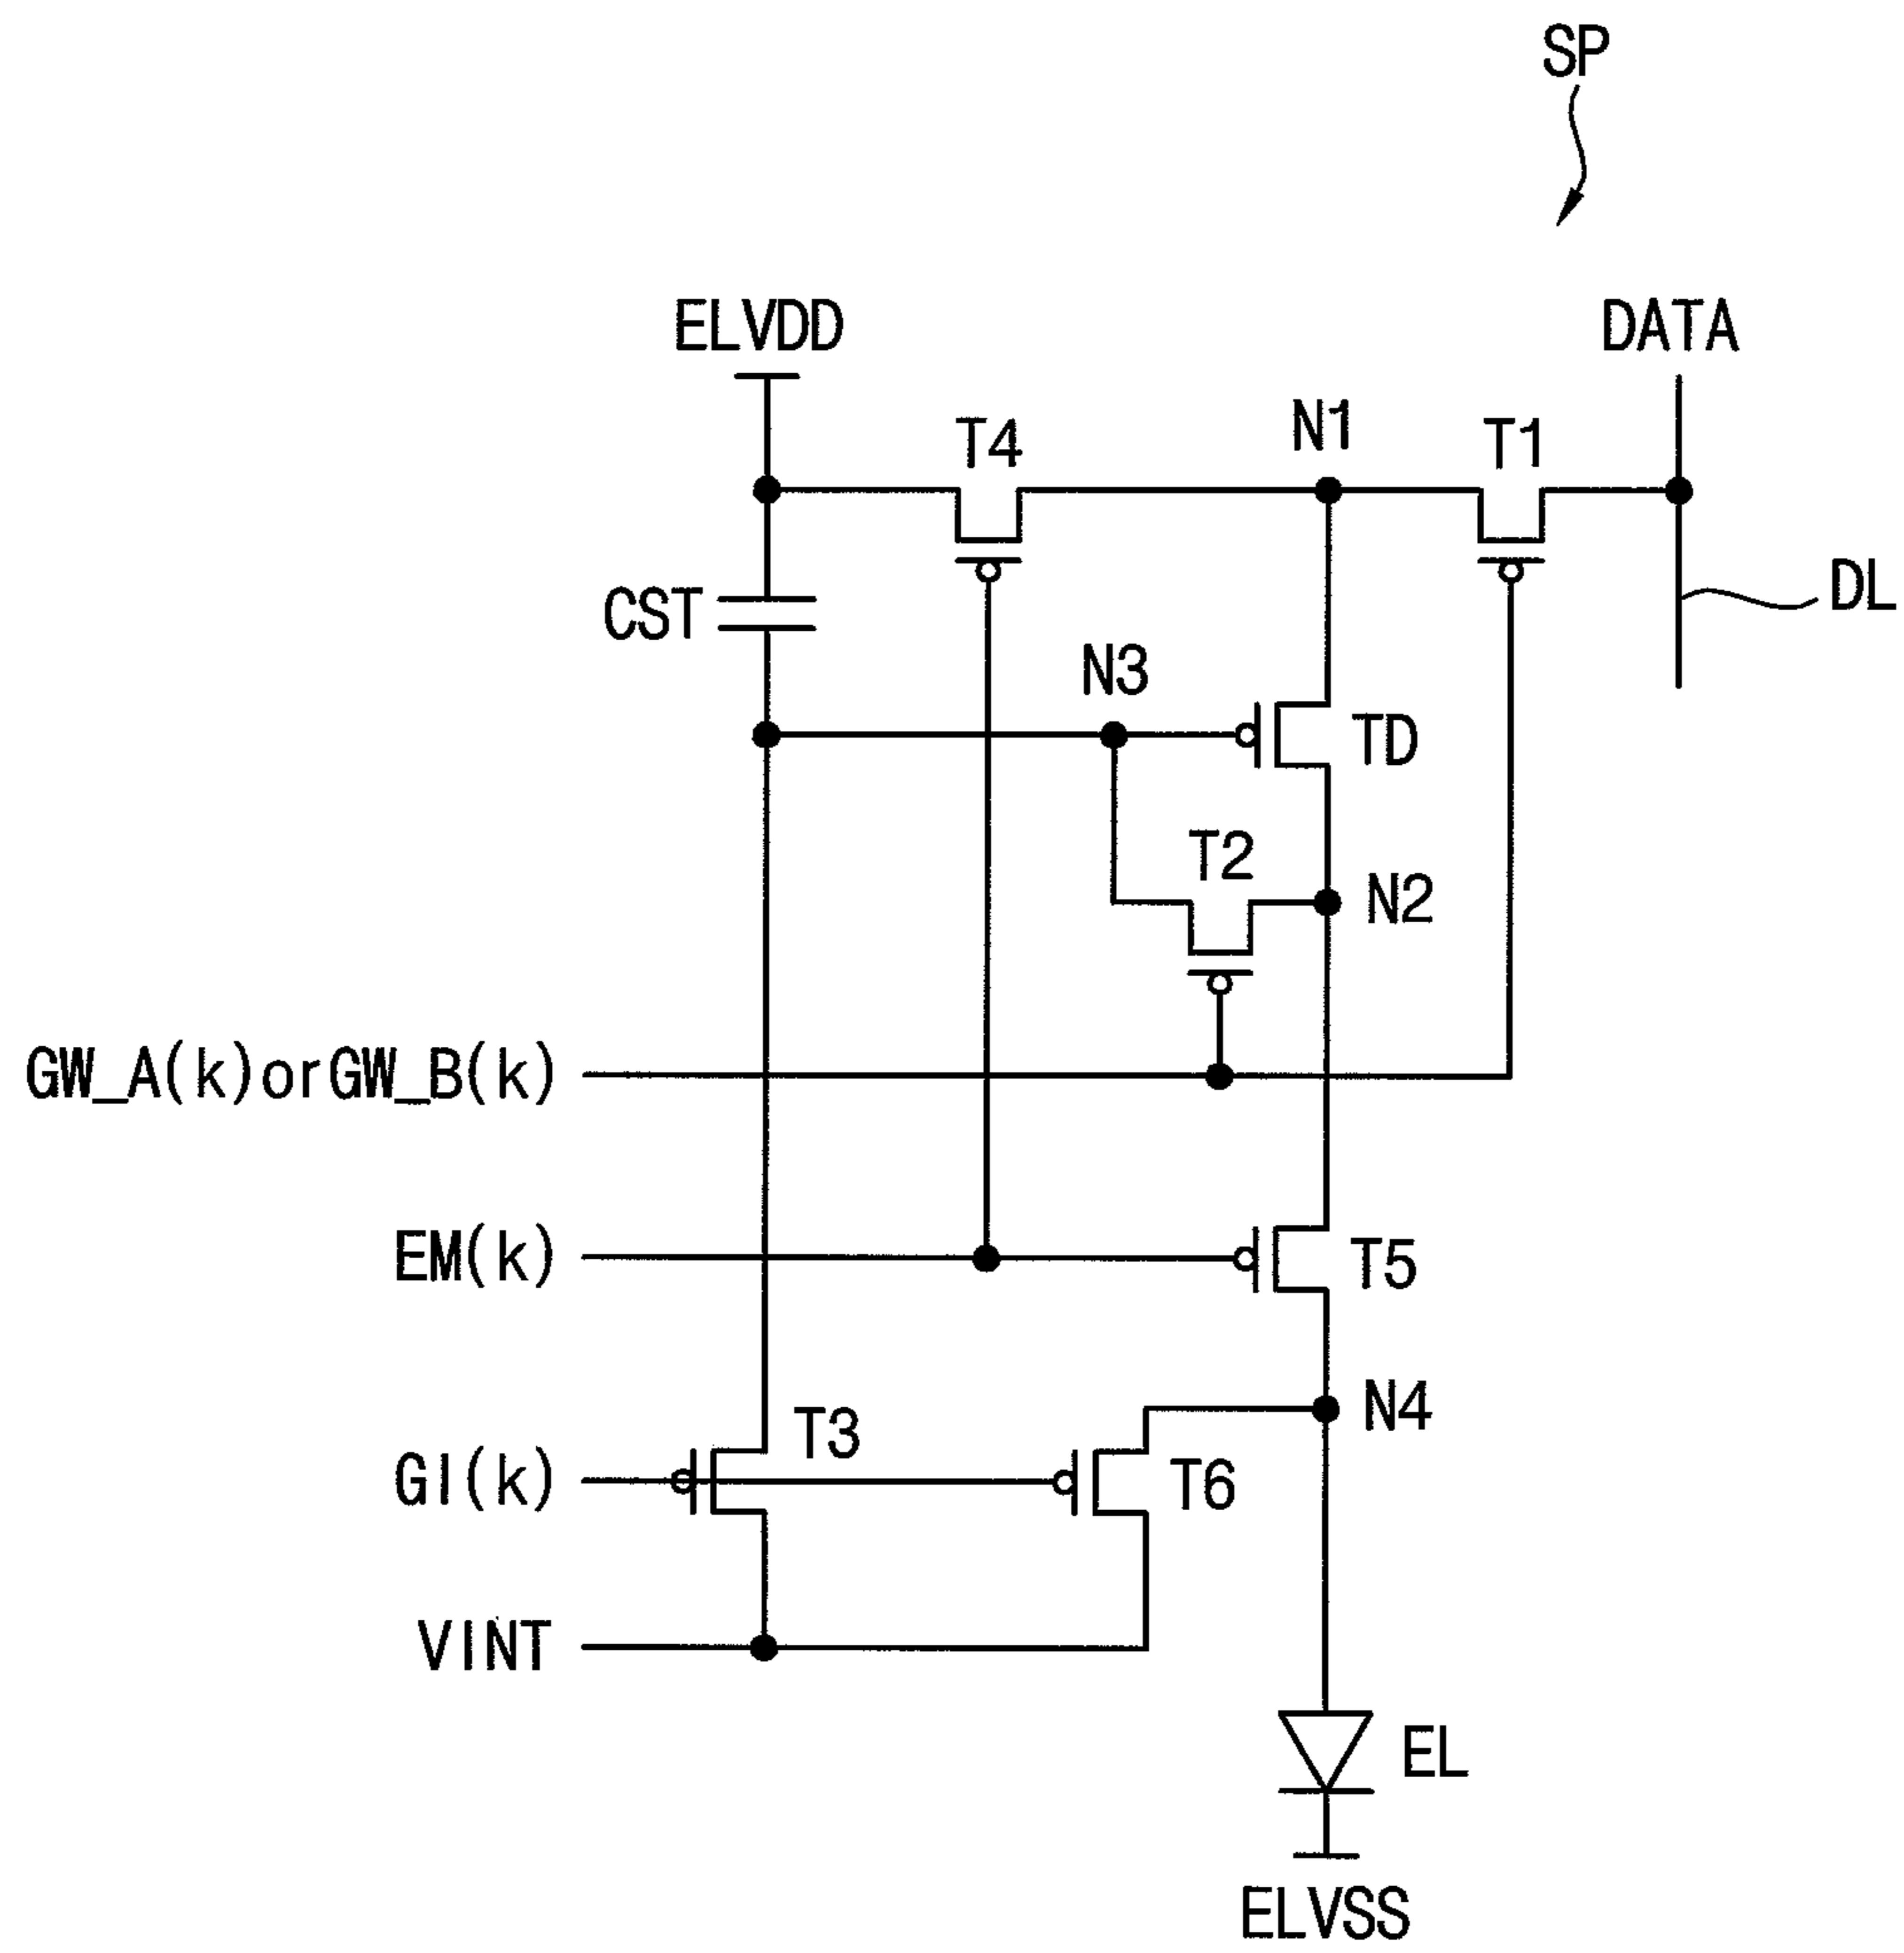 SP
ELVDD
DATA
T4
N1
T1
CST
DL
N3
TD
T2
N2
GW_A(k)orGW_B(k)
EM(k)
T5
N4
T3
GI(k)
T6
VINT
EL
ELVSS